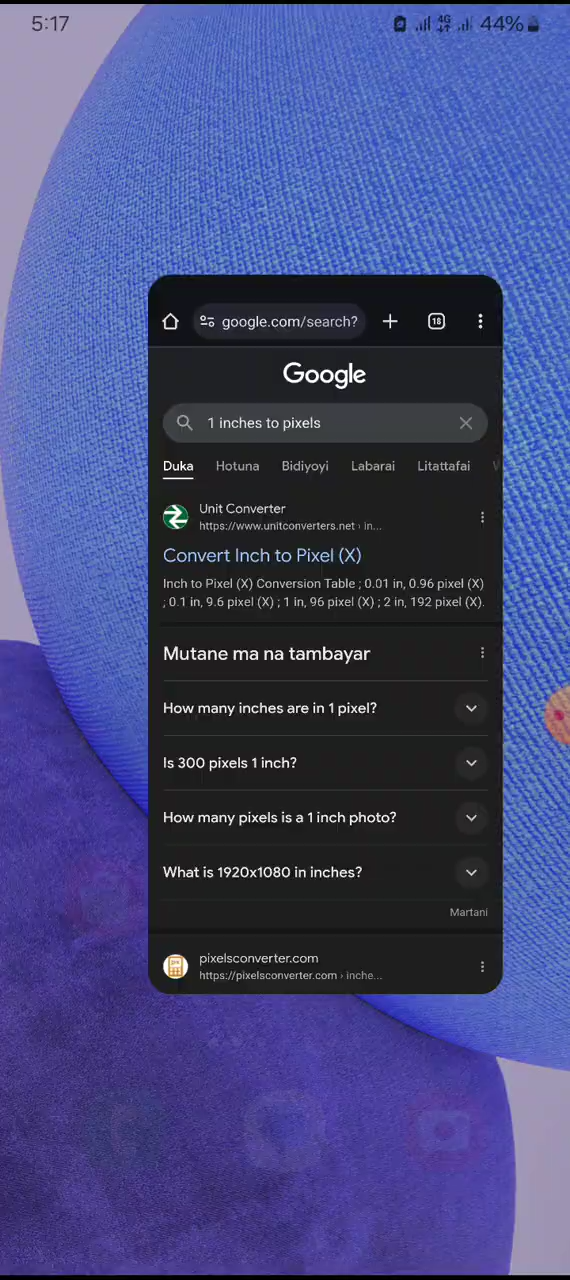 5:17
4G
44%
google.com/search?
18
Google
1 inches to pixels
Duka Hotuna Bidiyoyi Labarai Litattafai
Unit Converter
https://www.unitconverters.net › in...
Convert Inch to Pixel (X)
Inch to Pixel (X) Conversion Table ; 0.01 in, 0.96 pixel (X)
; 0.1 in, 9.6 pixel (X) ; 1 in, 96 pixel (X) ; 2 in, 192 pixel (X).
Mutane ma na tambayar
How many inches are in 1 pixel?
Is 300 pixels 1 inch?
How many pixels is a 1 inch photo?
What is 1920x1080 in inches?
Martani
pixelsconverter.com
https://pixelsconverter.com › inche...